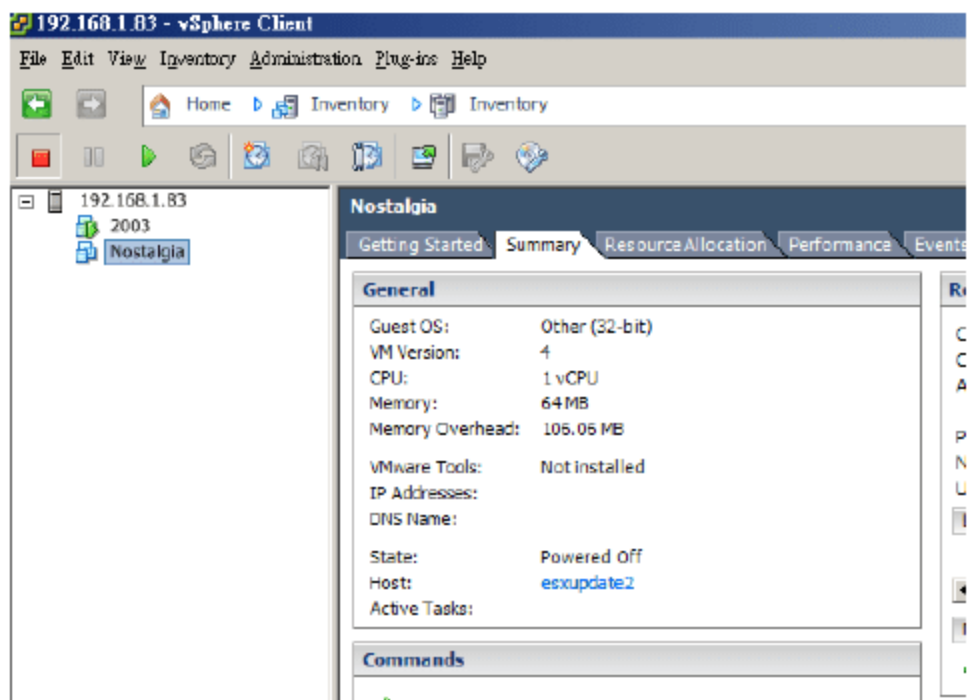 192.168.1.83 - vSphere Client
File Edit View Inventory Administration Plug-ins Help
Home Inventory Inventory
192.168.1.83
2003
Nostalgia
Nostalgia
Getting Started Summary Resource Allocation Performance Events
General
Guest OS: Other (32-bit)
VM Version: 4
CPU: 1 vCPU
Memory: 64 MB
Memory Overhead: 106.06 MB
VMware Tools: Not installed
IP Addresses:
DNS Name:
State: Powered Off
Host: esxupdate2
Active Tasks:
Commands